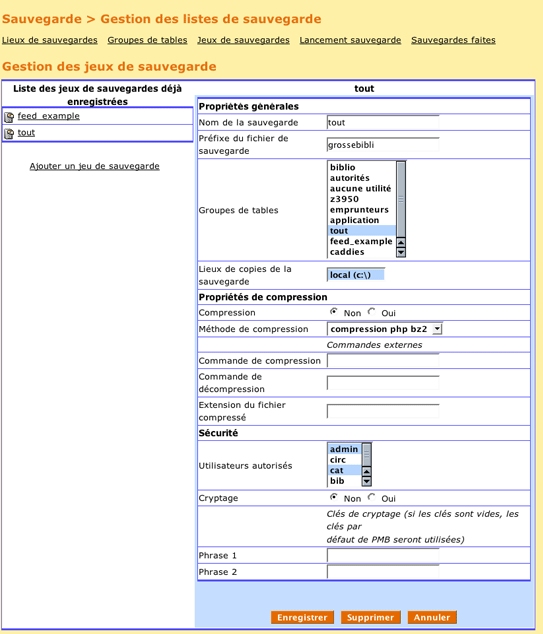 Sauvegarde > Gestion des listes de sauvegarde
Lieux de sauvegardes Groupes de tables Jeux de sauvegardes Lancement sauvegarde Sauvegardes faites
Gestion des jeux de sauvegarde
Liste des jeux de sauvegardes déjà
enregistrées
feed_example
tout
Ajouter un jeu de sauvegarde
tout
Propriétés générales
Nom de la sauvegarde tout
Préfixe du fichier de
sauvegarde
grossebibli
Groupes de tables
biblio
autorités
aucune utilité
z3950
emprunteurs
application
tout
feed_example
caddies
Lieux de copies de la
sauvegarde
local (c:\)
Propriétés de compression
Compression Non Oui
Méthode de compression compression php bz2
Commandes externes
Commande de compression
Commande de
décompression
Extension du fichier
compressé
Sécurité
Utilisateurs autorisés
admin
circ
cat
bib
Cryptage Non Oui
Clés de cryptage (si les clés sont vides, les
clés par
défaut de PMB seront utilisées)
Phrase 1
Phrase 2
Enregistrer Supprimer Annuler